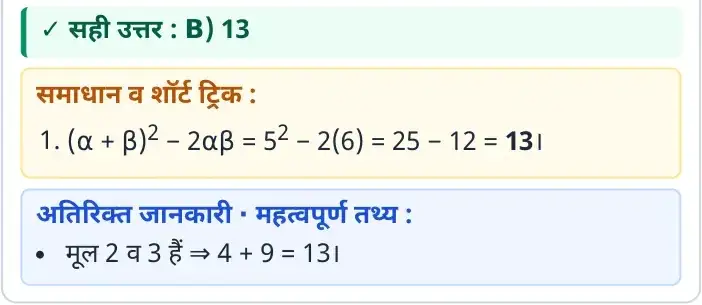 ✓ सही उत्तर : B) 13
समाधान व शॉर्ट ट्रिक :
1. (α + β)² − 2αβ = 5² − 2(6) = 25 − 12 = 13।
अतिरिक्त जानकारी · महत्वपूर्ण तथ्य :
• मूल 2 व 3 हैं ⇒ 4 + 9 = 13।